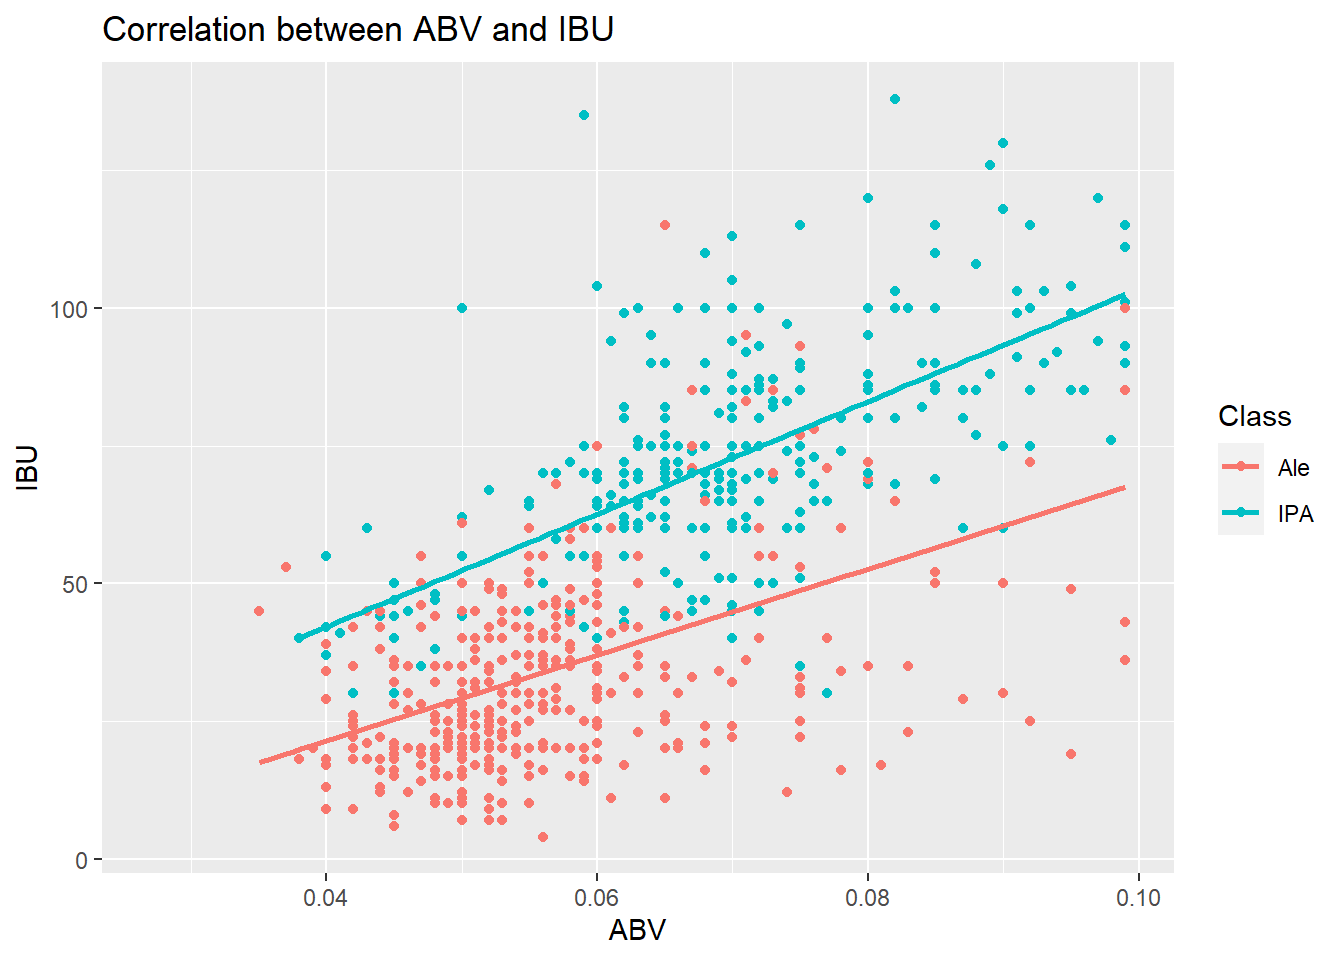 Correlation between ABV and IBU
100
50
0
IBU
0.04
0.06
0.08
0.10
ABV
Class
Ale
IPA